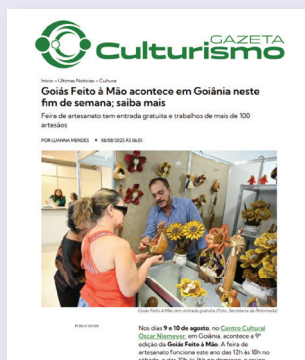 GAZETA
Culturismo
Início » Últimas Notícias » Cultura
Goiás Feito à Mão acontece em Goiânia neste
fim de semana; saiba mais
Feira de artesanato tem entrada gratuita e trabalhos de mais de 100
artesãos
POR LUANNA MENDES • 08/08/2025 ÀS 04:01
Goiás Feito à Mão tem entrada gratuita (Foto: Secretaria da Retomada)
PUBLICIDADE
Nos dias 9 e 10 de agosto, no Centro Cultural
Oscar Niemeyer, em Goiânia, acontece a 9ª
edição da Goiás Feito à Mão. A feira de
artesanato funciona este ano das 12h às 18h no